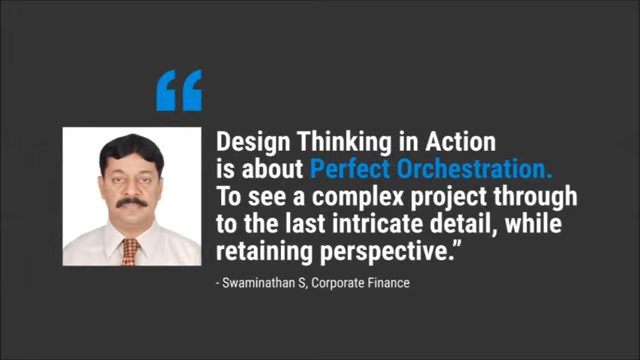 Design Thinking in Action
is about Perfect Orchestration.
To see a complex project through
to the last intricate detail, while
retaining perspective.”
- Swaminathan S, Corporate Finance